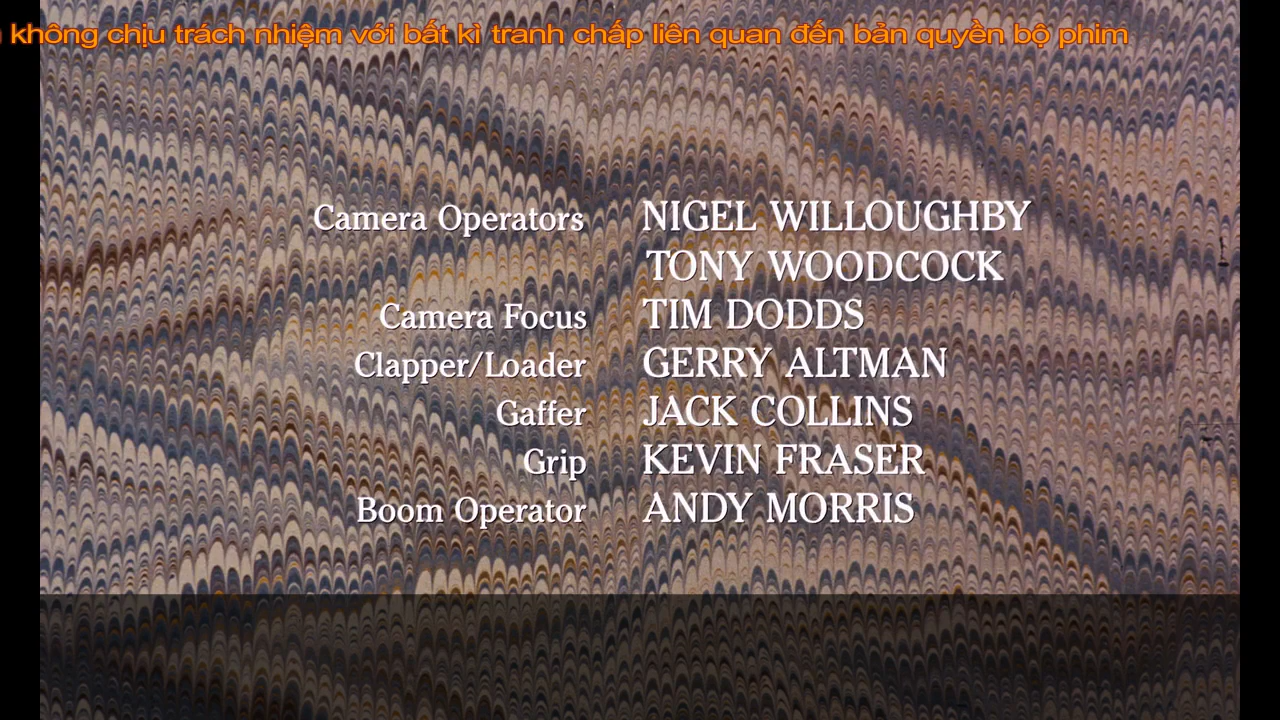 không chịu trách nhiệm với bất kì tranh chấp liên quan đến bản quyền bộ phim
Camera Operators NIGEL WILLOUGHBY
TONY WOODCOCK
Camera Focus TIM DODDS
Clapper/Loader GERRY ALTMAN
Gaffer JACK COLLINS
Grip KEVIN FRASER
Boom Operator ANDY MORRIS